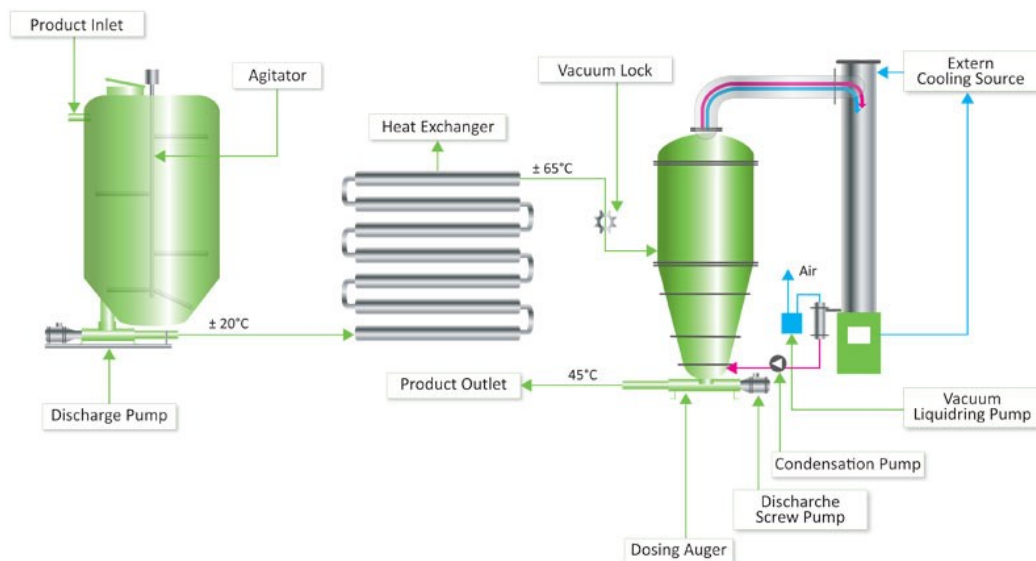 Product Inlet
Agitator
Vacuum Lock
Extern
Cooling Source
Heat Exchanger
± 65°C
Air
± 20°C
Product Outlet
45°C
Discharge Pump
Vacuum
Liquidring Pump
Condensation Pump
Discharche
Screw Pump
Dosing Auger